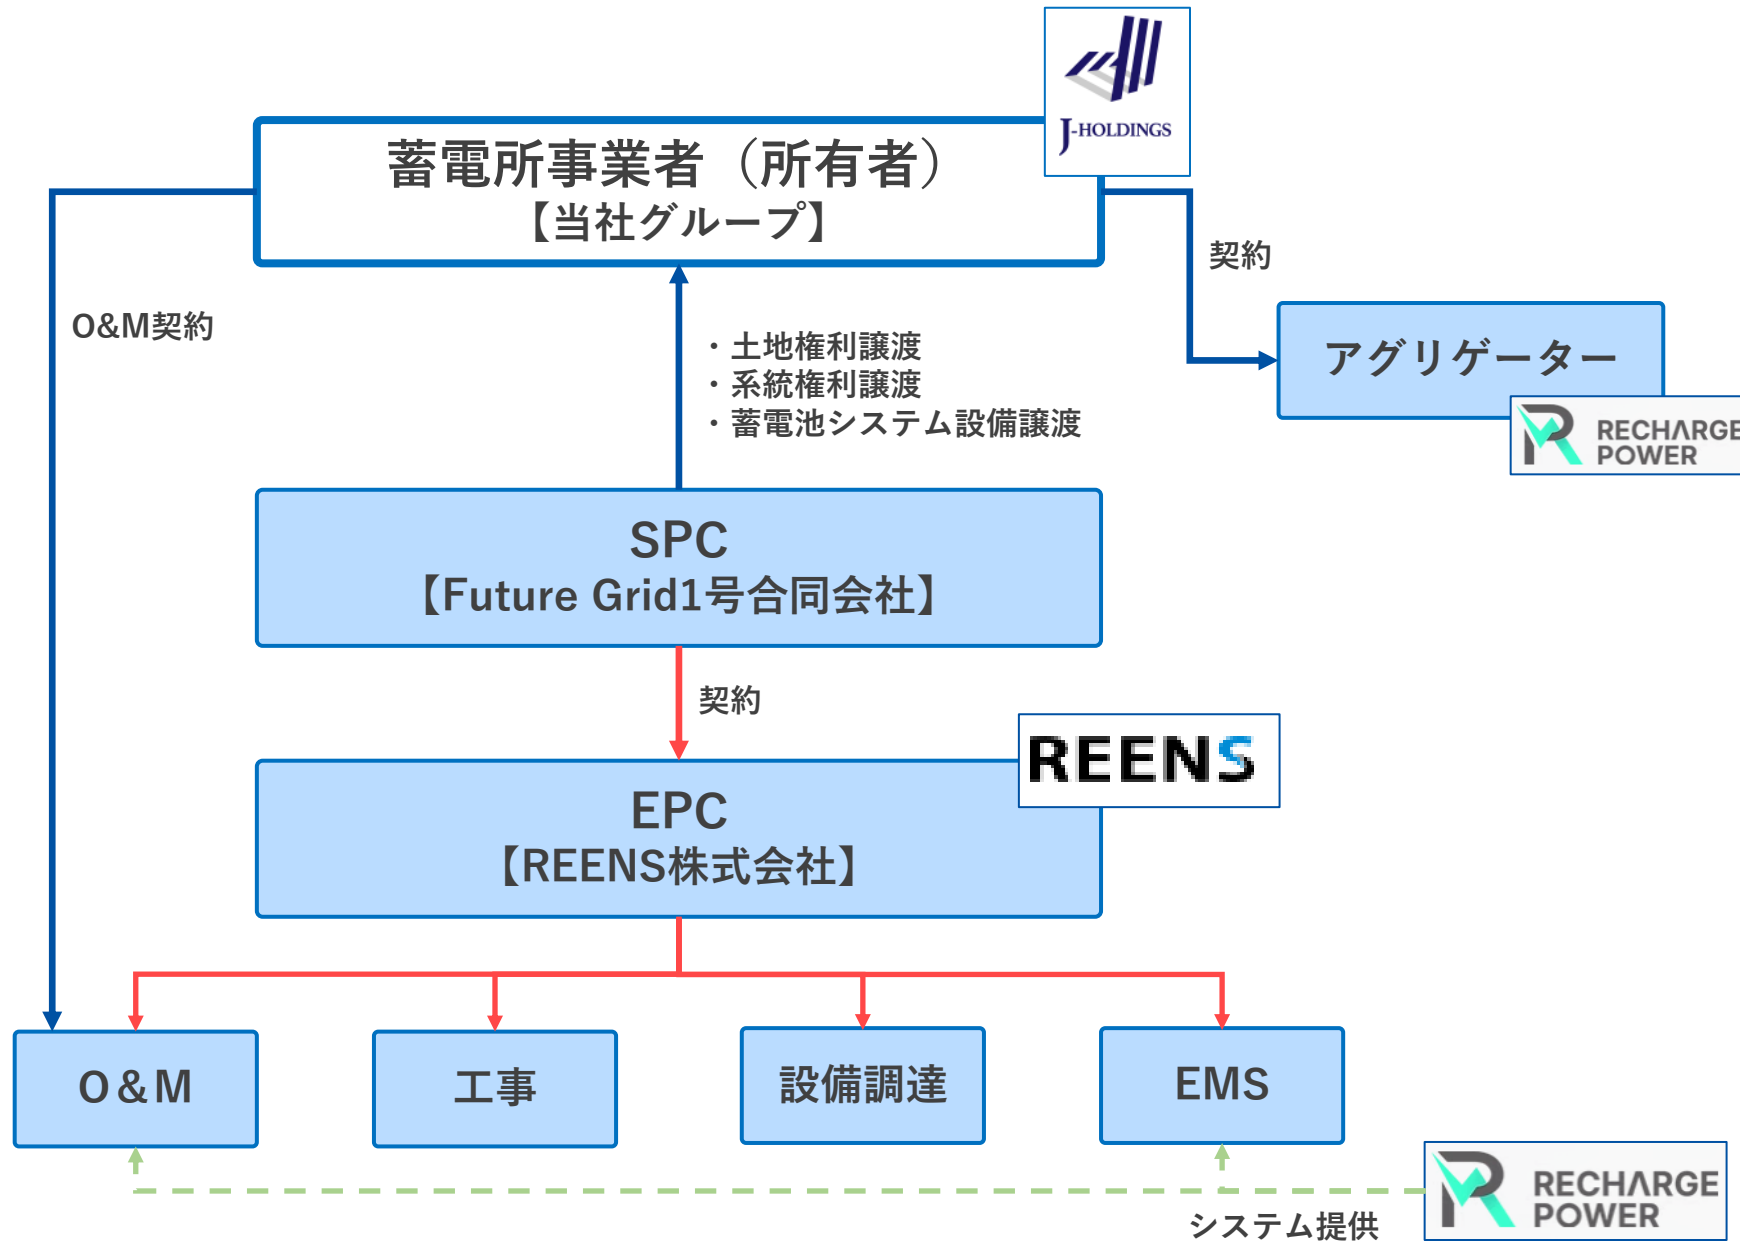 J-HOLDINGS
蓄電所事業者（所有者）
【当社グループ】
契約
O&M契約
・土地権利譲渡
・系統権利譲渡
・蓄電池システム設備譲渡
アグリゲーター
RECHARGE
POWER
SPC
【Future Grid1号合同会社】
契約
REENS
EPC
【REENS株式会社】
O&M
工事
設備調達
EMS
システム提供
RECHARGE
POWER